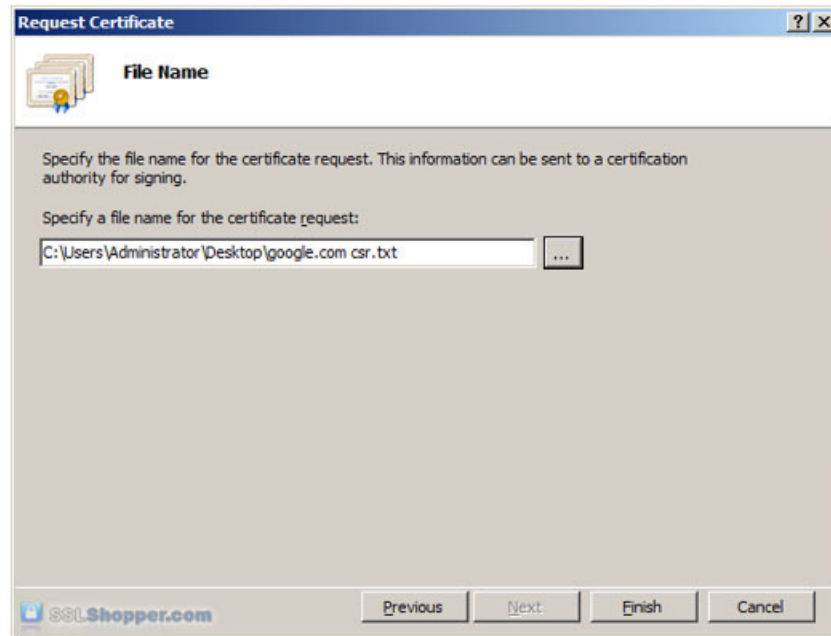 Request Certificate
File Name
Specify the file name for the certificate request. This information can be sent to a certification
authority for signing.
Specify a file name for the certificate request:
C:\Users\Administrator\Desktop\google.com csr.txt
...
SSLShopper.com
Previous
Next
Finish
Cancel